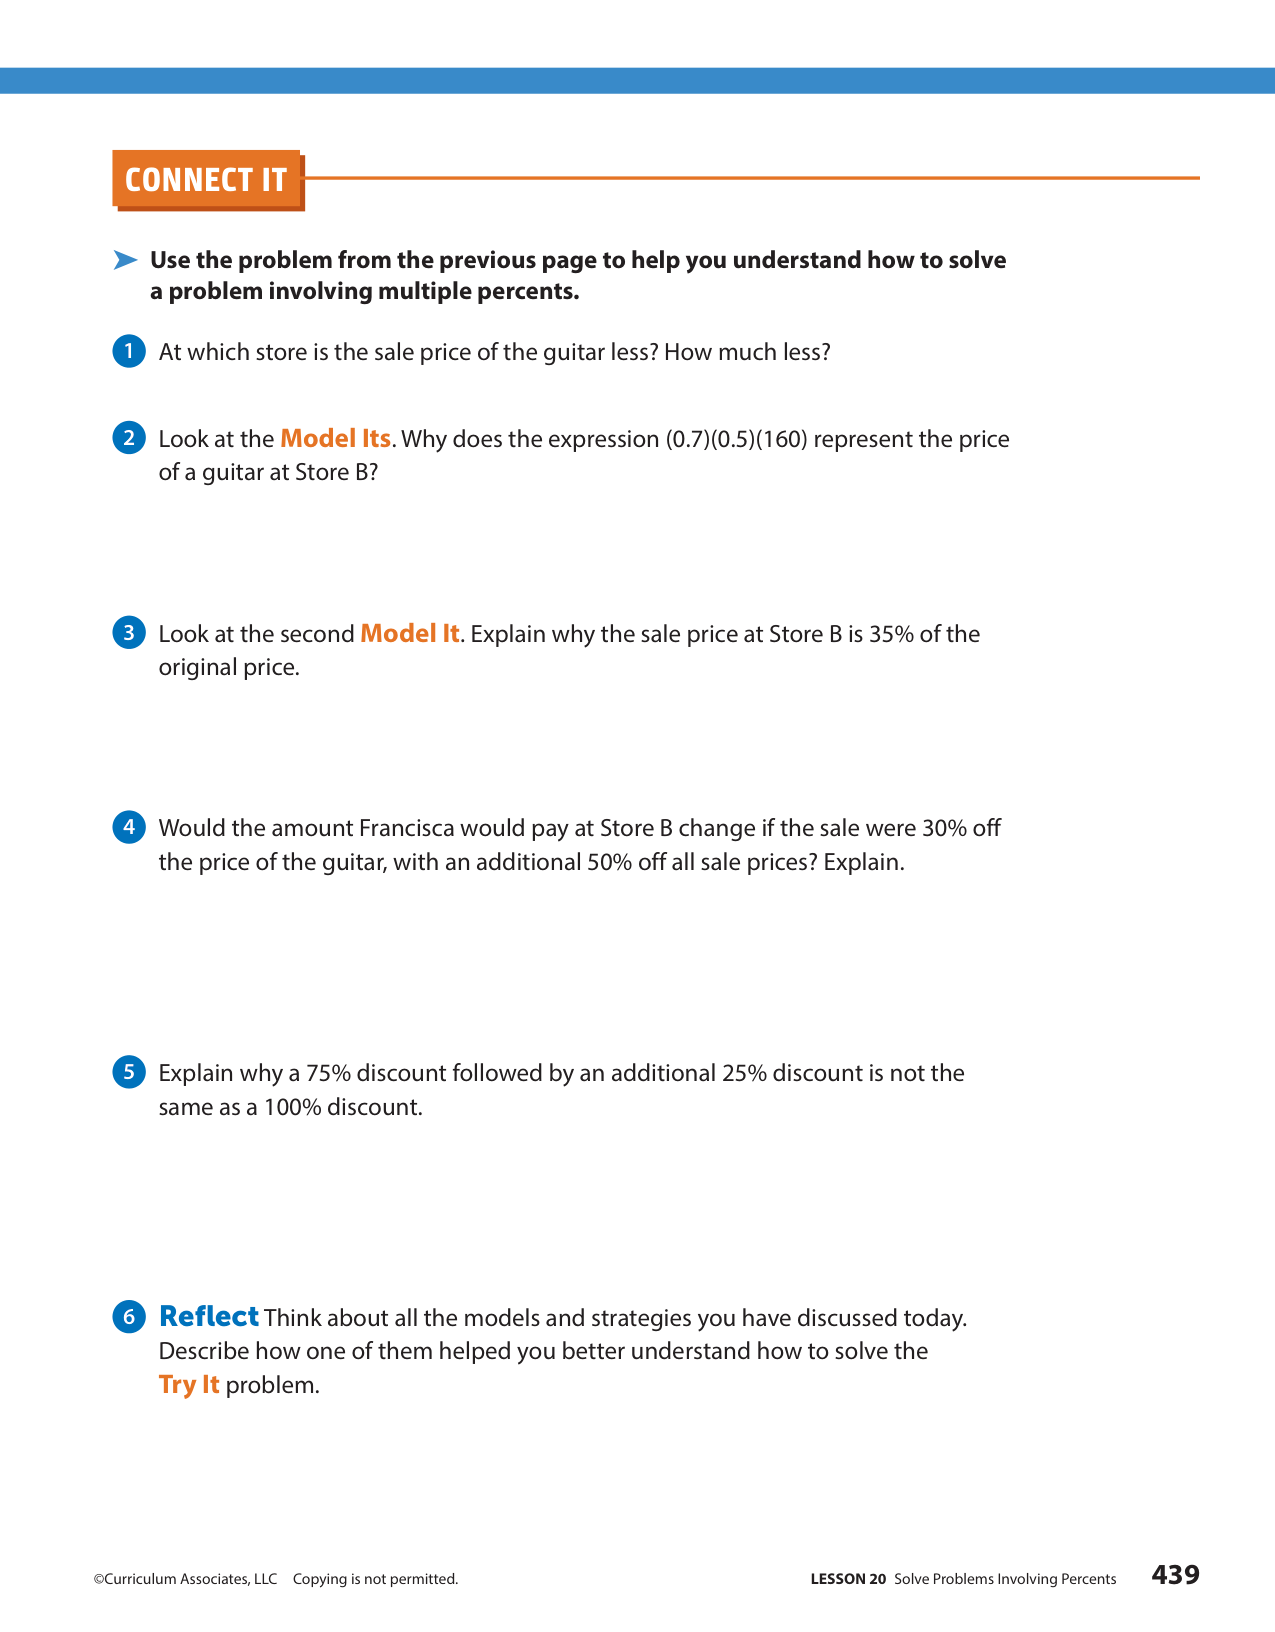 CONNECT IT
Use the problem from the previous page to help you understand how to solve
a problem involving multiple percents.
1 At which store is the sale price of the guitar less? How much less?
2 Look at the Model Its. Why does the expression (0.7)(0.5)(160) represent the price
of a guitar at Store B?
3 Look at the second Model It. Explain why the sale price at Store B is 35% of the
original price.
4 Would the amount Francisca would pay at Store B change if the sale were 30% off
the price of the guitar, with an additional 50% off all sale prices? Explain.
5 Explain why a 75% discount followed by an additional 25% discount is not the
same as a 100% discount.
6 Reflect Think about all the models and strategies you have discussed today.
Describe how one of them helped you better understand how to solve the
Try It problem.
©Curriculum Associates, LLC Copying is not permitted. LESSON 20 Solve Problems Involving Percents 439